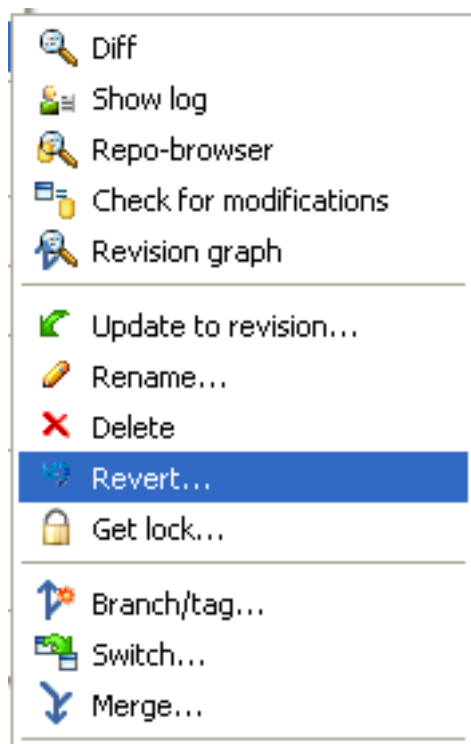 Diff
Show log
Repo-browser
Check for modifications
Revision graph
Update to revision...
Rename...
Delete
Revert...
Get lock...
Branch/tag...
Switch...
Merge...